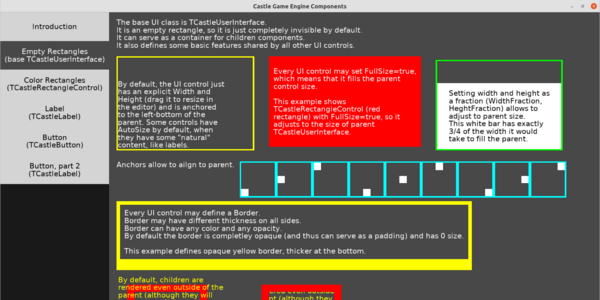 Castle Game Engine Components
Introduction
Empty Rectangles
(base TCastleUserInterface)
Color Rectangles
(TCastleRectangleControl)
Label
(TCastleLabel)
Button
(TCastleButton)
Button, part 2
(TCastleLabel)
The base UI class is TCastleUserInterface.
It is an empty rectangle, so it is just completely invisible by default.
It can serve as a container for children components.
It also defines some basic features shared by all other UI controls.
By default, the UI control just
has an explicit Width and
Height (drag it to resize in
the editor) and is anchored
to the left-bottom of the
parent. Some controls have
AutoSize by default, when
they have some "natural"
content, like labels.
Every UI control may set FullSize=true,
which means that it fills the parent
control size.
This example shows
TCastleRectangleControl (red
rectangle) with FullSize=true, so it
adjusts to the size of parent
TCastleUserInterface.
Setting width and height as
a fraction (WidthFraction,
HeghtFraction) allows to
adjust to parent size.
This white bar has exactly
3/4 of the width it would
take to fill the parent.
Anchors allow to align to parent.
Every UI control may define a Border.
Border may have different thickness on all sides.
Border can have any color and any opacity.
By default the border is completley opaque (and thus can serve as a padding) and has 0 size.
This example defines opaque yellow border, thicker at the bottom.
By default, children are
rendered even outside of the
parent (although they will
dered even outside
nt (although they